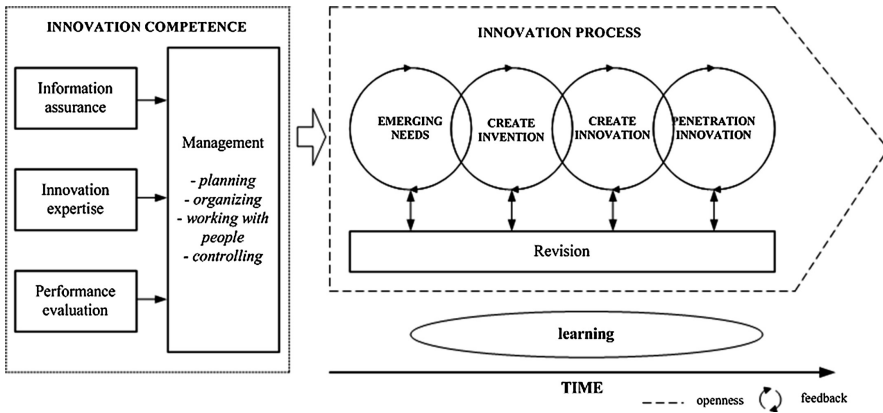 INNOVATION COMPETENCE
Information
assurance
Innovation
expertise
Performance
evaluation
Management
- planning
- organizing
- working with
people
- controlling
INNOVATION PROCESS
EMERGING
NEEDS
CREATE
INVENTION
CREATE
INNOVATION
PENETRATION
INNOVATION
Revision
learning
TIME
openness
feedback